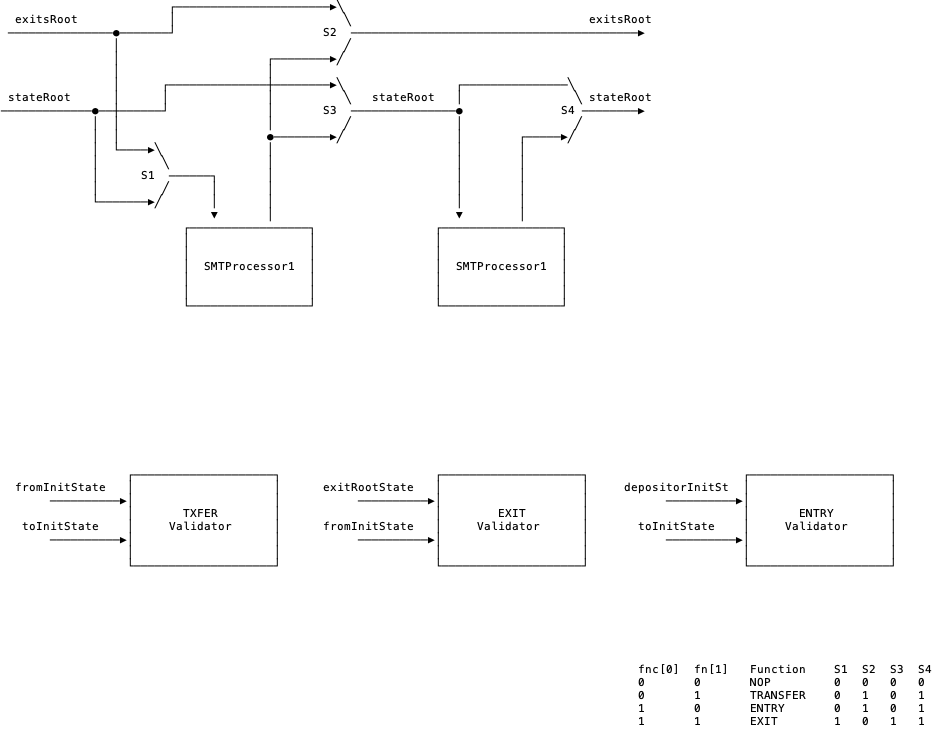 exitsRoot
exitsRoot
S2
stateRoot
S3
stateRoot
S4
stateRoot
S1
SMTProcessor1
SMTProcessor1
fromInitState
toInitState
TXFER
Validator
exitRootState
fromInitState
EXIT
Validator
depositorInitSt
toInitState
ENTRY
Validator
fnc[0] fn[1] Function S1 S2 S3 S4
0 0 NOP 0 0 0 0
0 1 TRANSFER 0 1 0 1
1 0 ENTRY 0 1 0 1
1 1 EXIT 1 0 1 1